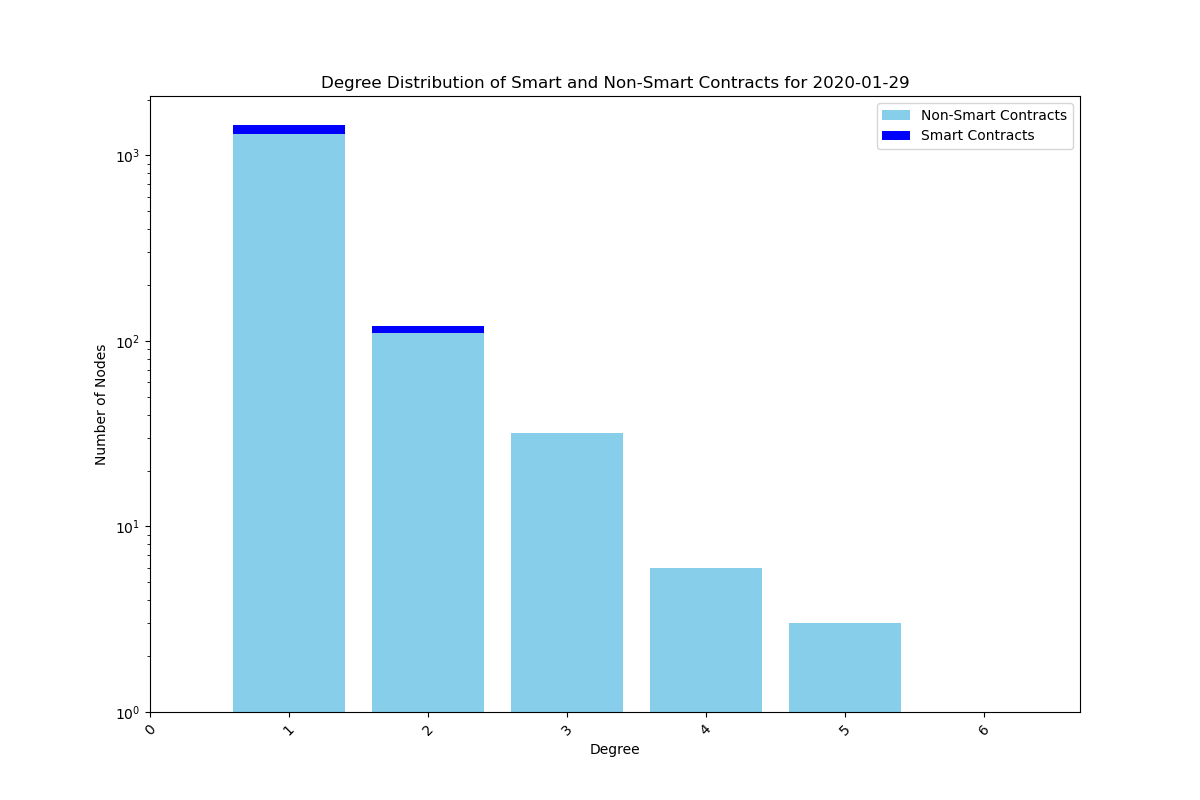 Degree Distribution of Smart and Non-Smart Contracts for 2020-01-29
Non-Smart Contracts
Smart Contracts
Number of Nodes
10³
10²
10¹
10⁰
0 1 2 3 4 5 6
Degree